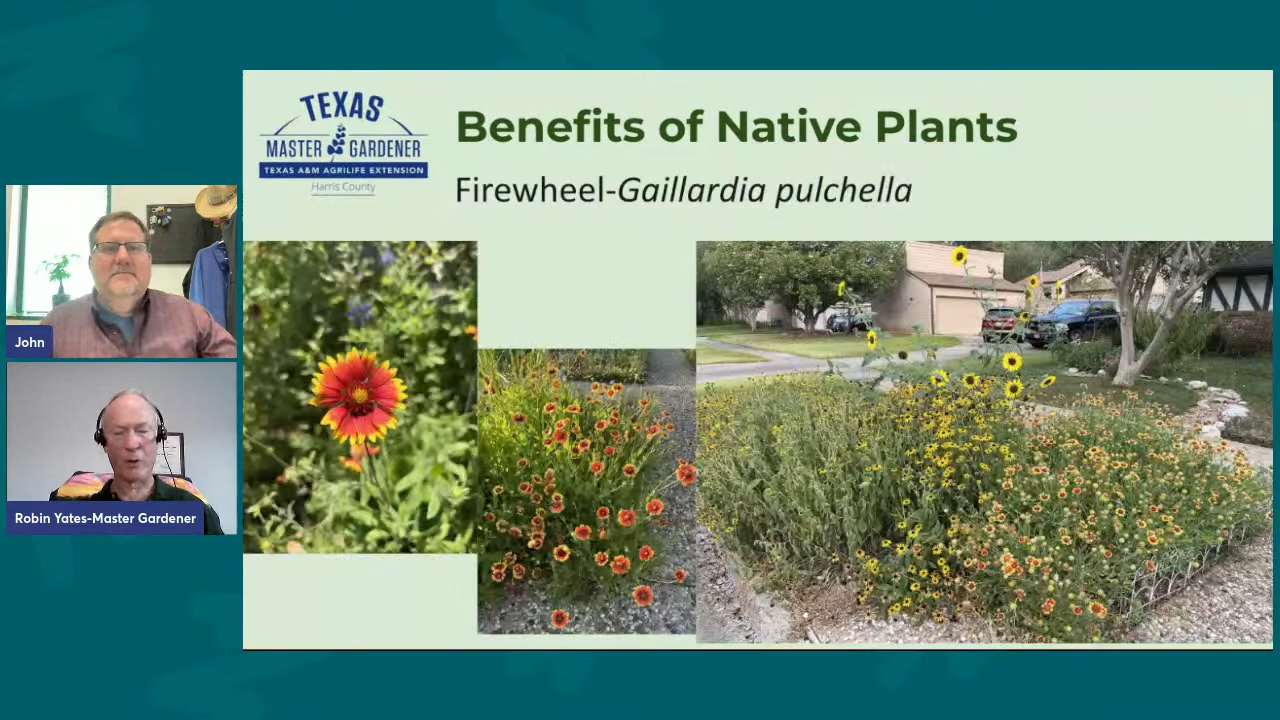 TEXAS
MASTER GARDENER
TEXAS A&M AGRILIFE EXTENSION
Harris County
Benefits of Native Plants
Firewheel-Gaillardia pulchella
John
Robin Yates-Master Gardener